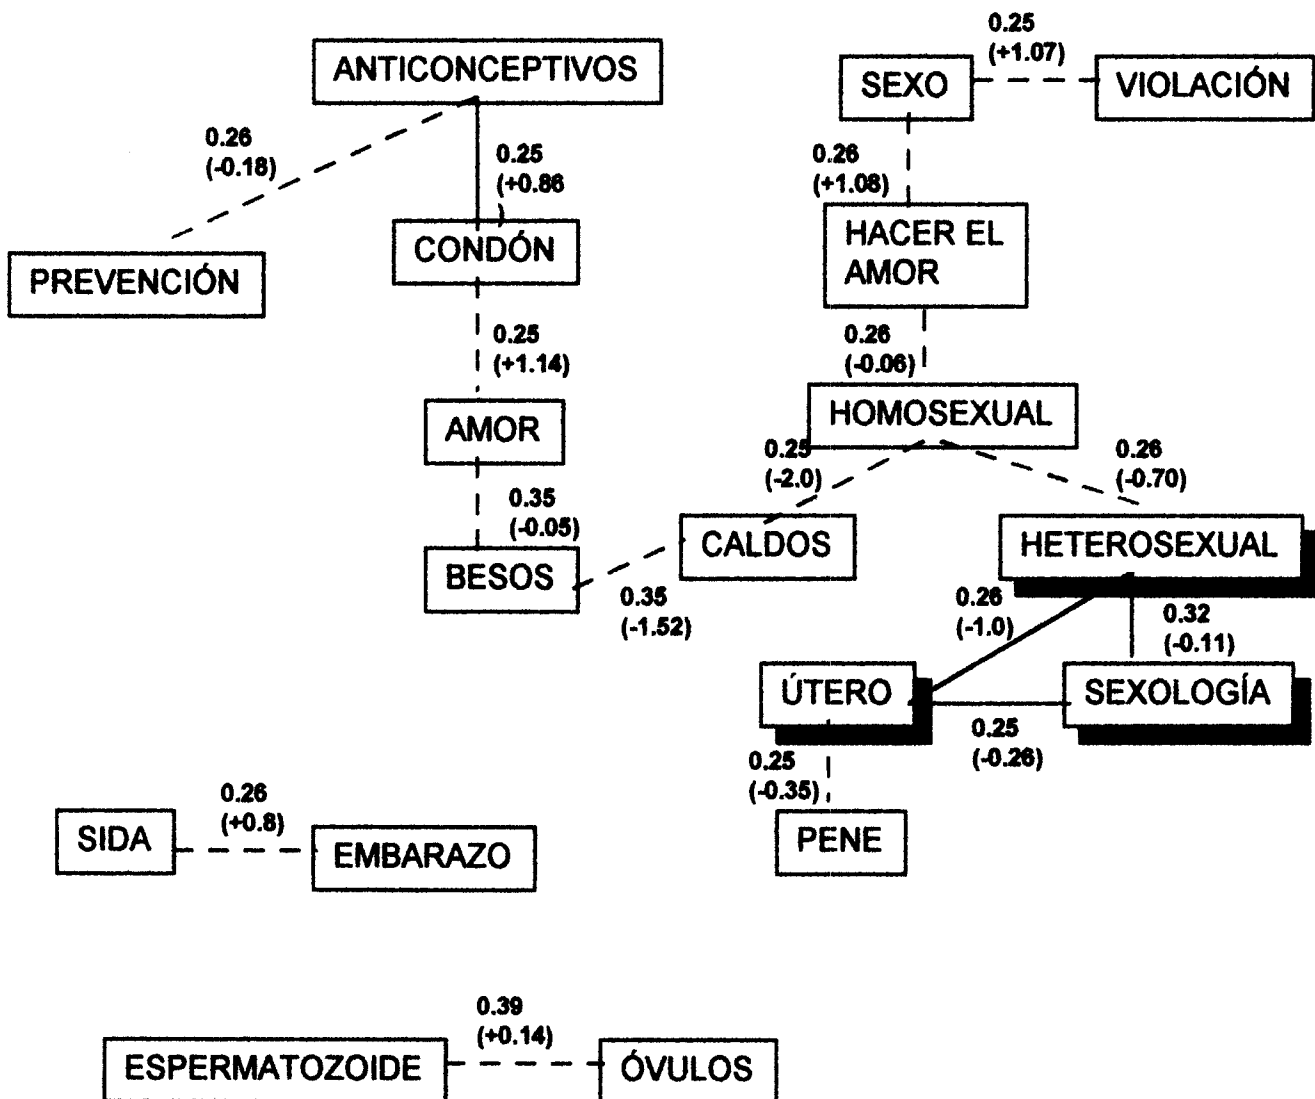 0.25
(+1.07)
ANTICONCEPTIVOS
SEXO
VIOLACIÓN
0.26
(-0.18)
0.25
(+0.86
)
0.26
(+1.08)
CONDÓN
HACER EL
AMOR
PREVENCIÓN
0.25
(+1.14)
0.26
(-0.06)
AMOR
HOMOSEXUAL
0.25
(-2.0)
0.26
(-0.70)
0.35
(-0.05)
CALDOS
HETEROSEXUAL
BESOS
0.35
(-1.52)
0.26
(-1.0)
0.32
(-0.11)
ÚTERO
SEXOLOGÍA
0.25
(-0.26)
0.25
(-0.35)
0.26
(+0.8)
SIDA
EMBARAZO
PENE
0.39
(+0.14)
ESPERMATOZOIDE
ÓVULOS